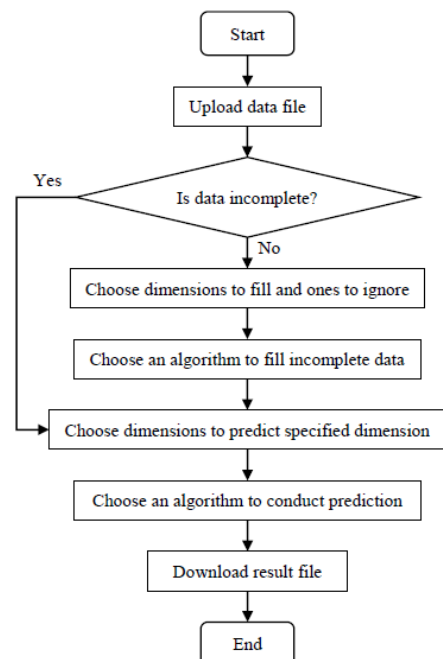 Start
Upload data file
Yes
Is data incomplete?
No
Choose dimensions to fill and ones to ignore
Choose an algorithm to fill incomplete data
Choose dimensions to predict specified dimension
Choose an algorithm to conduct prediction
Download result file
End